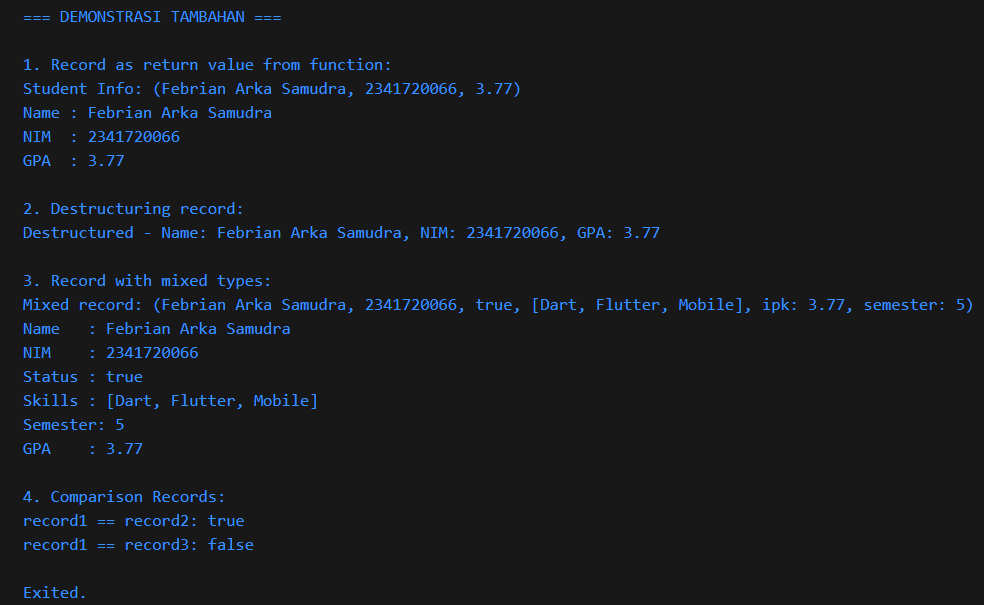 === DEMONSTRASI TAMBAHAN ===
1. Record as return value from function:
Student Info: (Febrian Arka Samudra, 2341720066, 3.77)
Name : Febrian Arka Samudra
NIM  : 2341720066
GPA  : 3.77
2. Destructuring record:
Destructured - Name: Febrian Arka Samudra, NIM: 2341720066, GPA: 3.77
3. Record with mixed types:
Mixed record: (Febrian Arka Samudra, 2341720066, true, [Dart, Flutter, Mobile], ipk: 3.77, semester: 5)
Name   : Febrian Arka Samudra
NIM    : 2341720066
Status : true
Skills : [Dart, Flutter, Mobile]
Semester: 5
GPA    : 3.77
4. Comparison Records:
record1 == record2: true
record1 == record3: false
Exited.